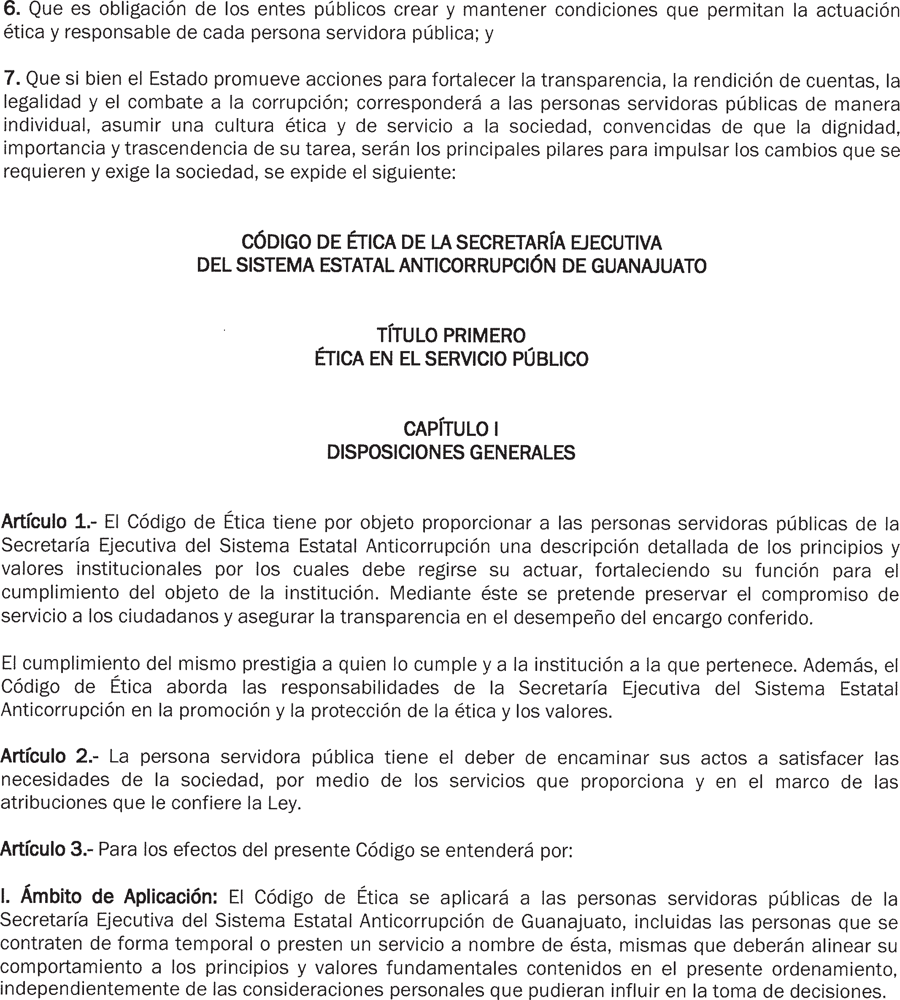 6. Que es obligación de los entes públicos crear y mantener condiciones que permitan la actuación
ética y responsable de cada persona servidora pública; y
7. Que si bien el Estado promueve acciones para fortalecer la transparencia, la rendición de cuentas, la
legalidad y el combate a la corrupción; corresponderá a las personas servidoras públicas de manera
individual, asumir una cultura ética y de servicio a la sociedad, convencidas de que la dignidad,
importancia y trascendencia de su tarea, serán los principales pilares para impulsar los cambios que se
requieren y exige la sociedad, se expide el siguiente:
CÓDIGO DE ÉTICA DE LA SECRETARÍA EJECUTIVA
DEL SISTEMA ESTATAL ANTICORRUPCIÓN DE GUANAJUATO
TÍTULO PRIMERO
ÉTICA EN EL SERVICIO PÚBLICO
CAPÍTULO I
DISPOSICIONES GENERALES
Artículo 1.- El Código de Ética tiene por objeto proporcionar a las personas servidoras públicas de la
Secretaría Ejecutiva del Sistema Estatal Anticorrupción una descripción detallada de los principios y
valores institucionales por los cuales debe regirse su actuar, fortaleciendo su función para el
cumplimiento del objeto de la institución. Mediante éste se pretende preservar el compromiso de
servicio a los ciudadanos y asegurar la transparencia en el desempeño del encargo conferido.
El cumplimiento del mismo prestigia a quien lo cumple y a la institución a la que pertenece. Además, el
Código de Ética aborda las responsabilidades de la Secretaría Ejecutiva del Sistema Estatal
Anticorrupción en la promoción y la protección de la ética y los valores.
Artículo 2.- La persona servidora pública tiene el deber de encaminar sus actos a satisfacer las
necesidades de la sociedad, por medio de los servicios que proporciona y en el marco de las
atribuciones que le confiere la Ley.
Artículo 3.- Para los efectos del presente Código se entenderá por:
I. Ámbito de Aplicación: El Código de Ética se aplicará a las personas servidoras públicas de la
Secretaría Ejecutiva del Sistema Estatal Anticorrupción de Guanajuato, incluidas las personas que se
contraten de forma temporal o presten un servicio a nombre de ésta, mismas que deberán alinear su
comportamiento a los principios y valores fundamentales contenidos en el presente ordenamiento,
independientemente de las consideraciones personales que pudieran influir en la toma de decisiones.